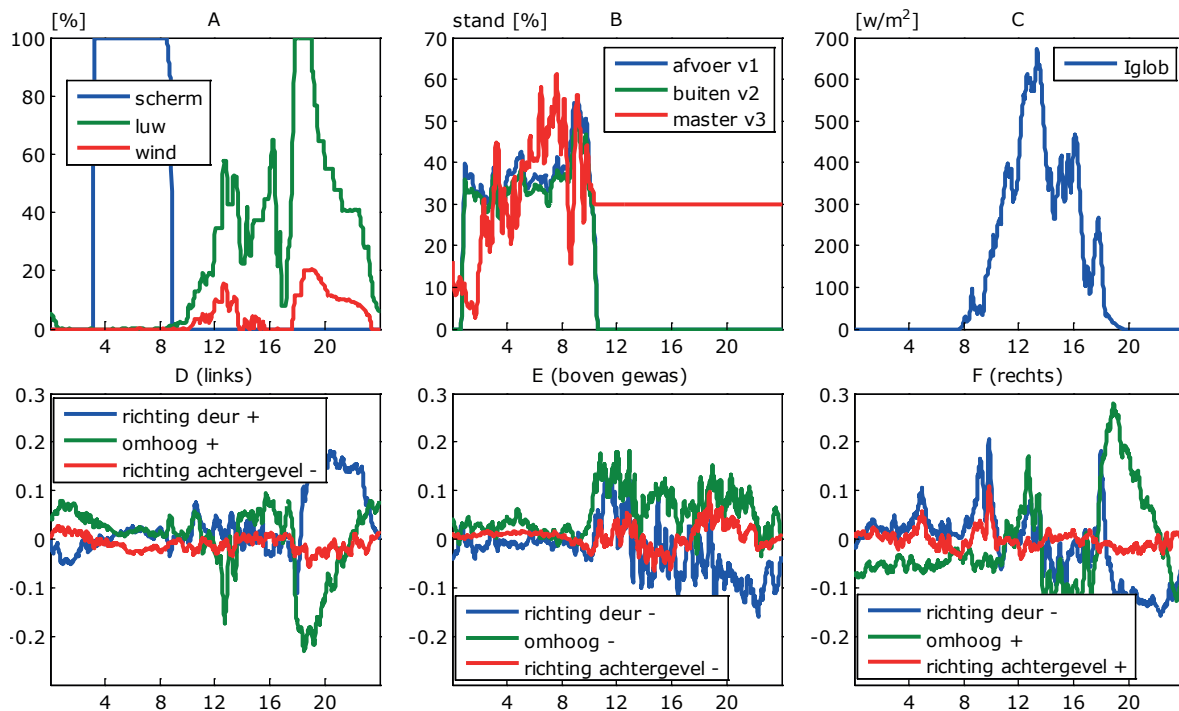 [%] A
100
80
60
40
20
0
scherm
luw
wind
4 8 12 16 20
stand [%] B
70
60
50
40
30
20
10
0
afvoer v1
buiten v2
master v3
4 8 12 16 20
[w/m²] C
700
600
500
400
300
200
100
0
Iglob
4 8 12 16 20
D (links)
0.3
0.2
0.1
0
-0.1
-0.2
richting deur +
omhoog +
richting achtergevel -
4 8 12 16 20
E (boven gewas)
0.3
0.2
0.1
0
-0.1
-0.2
richting deur -
omhoog -
richting achtergevel -
4 8 12 16 20
F (rechts)
0.3
0.2
0.1
0
-0.1
-0.2
richting deur -
omhoog +
richting achtergevel +
4 8 12 16 20